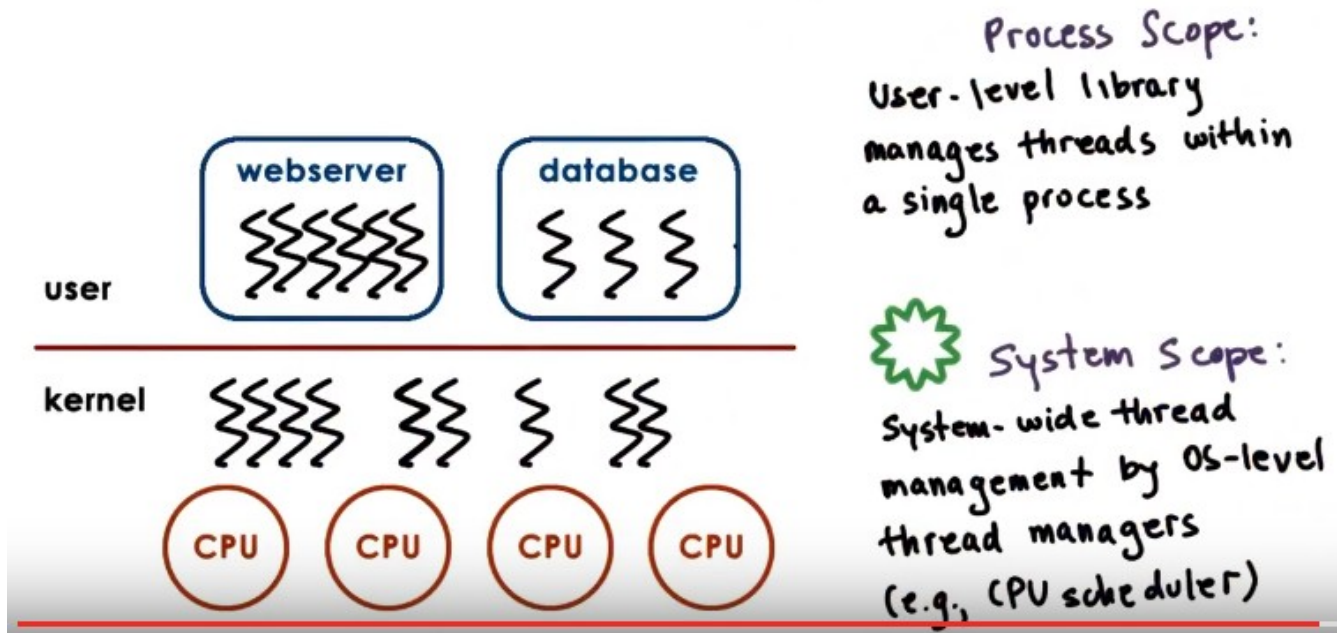 Process Scope:
User-level library
manages threads within
a single process
webserver
database
user
kernel
CPU CPU CPU CPU
System Scope:
System-wide thread
management by OS-level
thread managers
(e.g., CPU scheduler)